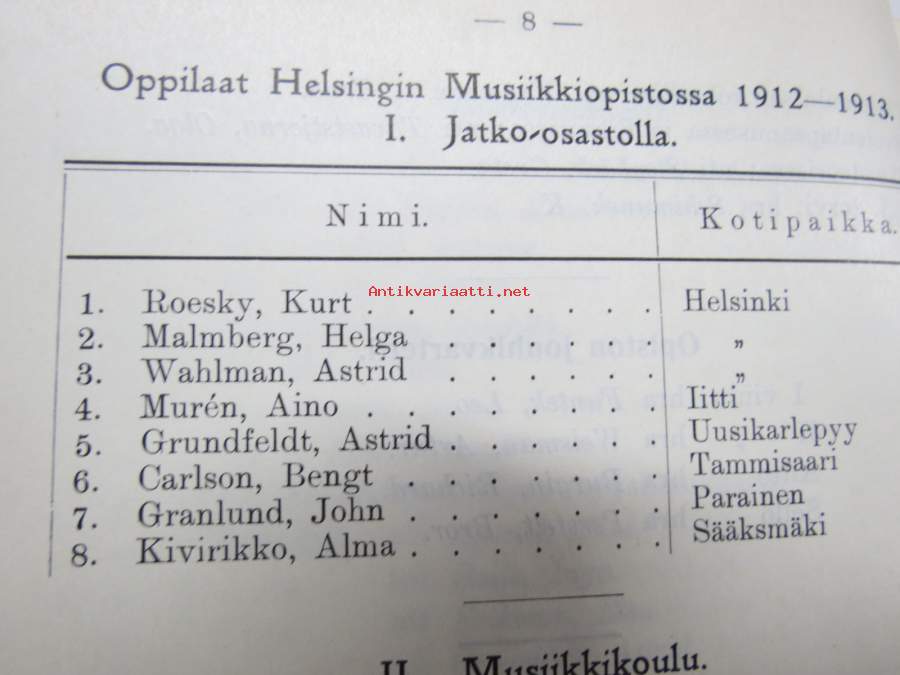 — 8 —
Oppilaat Helsingin Musiikkiopistossa 1912—1913.
I. Jatko-osastolla.
Nimi. Kotipaikka.
Antikvariaatti.net
1. Roesky, Kurt . . . . . . . . Helsinki
2. Malmberg, Helga . . . . . „
3. Wahlman, Astrid . . . . . . „
4. Murén, Aino . . . . . . Iitti
5. Grundfeldt, Astrid Uusikarlepyy
6. Carlson, Bengt . . . Tammisaari
7. Granlund, John . . . . . . . Parainen
8. Kivirikko, Alma . . . . . . . Sääksmäki
II. Musiikkikoulu.